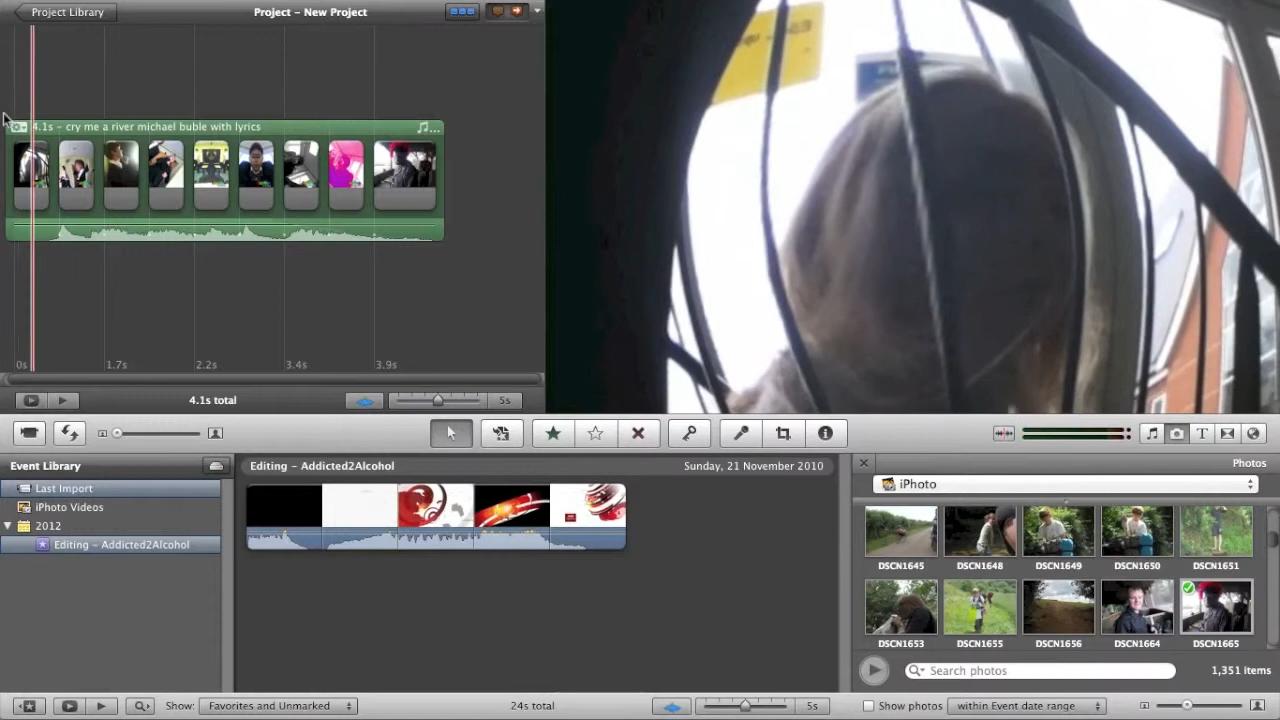 Project Library
Project – New Project
4.1s – cry me a river michael buble with lyrics
0s
1.7s
2.2s
3.4s
3.9s
4.1s total
5s
Event Library
Last Import
iPhoto Videos
2012
Editing – Addicted2Alcohol
Editing – Addicted2Alcohol
Sunday, 21 November 2010
Photos
iPhoto
DSCN1645
DSCN1648
DSCN1649
DSCN1650
DSCN1651
DSCN1653
DSCN1655
DSCN1656
DSCN1664
DSCN1665
Search photos
1,351 items
Show:
Favorites and Unmarked
24s total
5s
Show photos
within Event date range